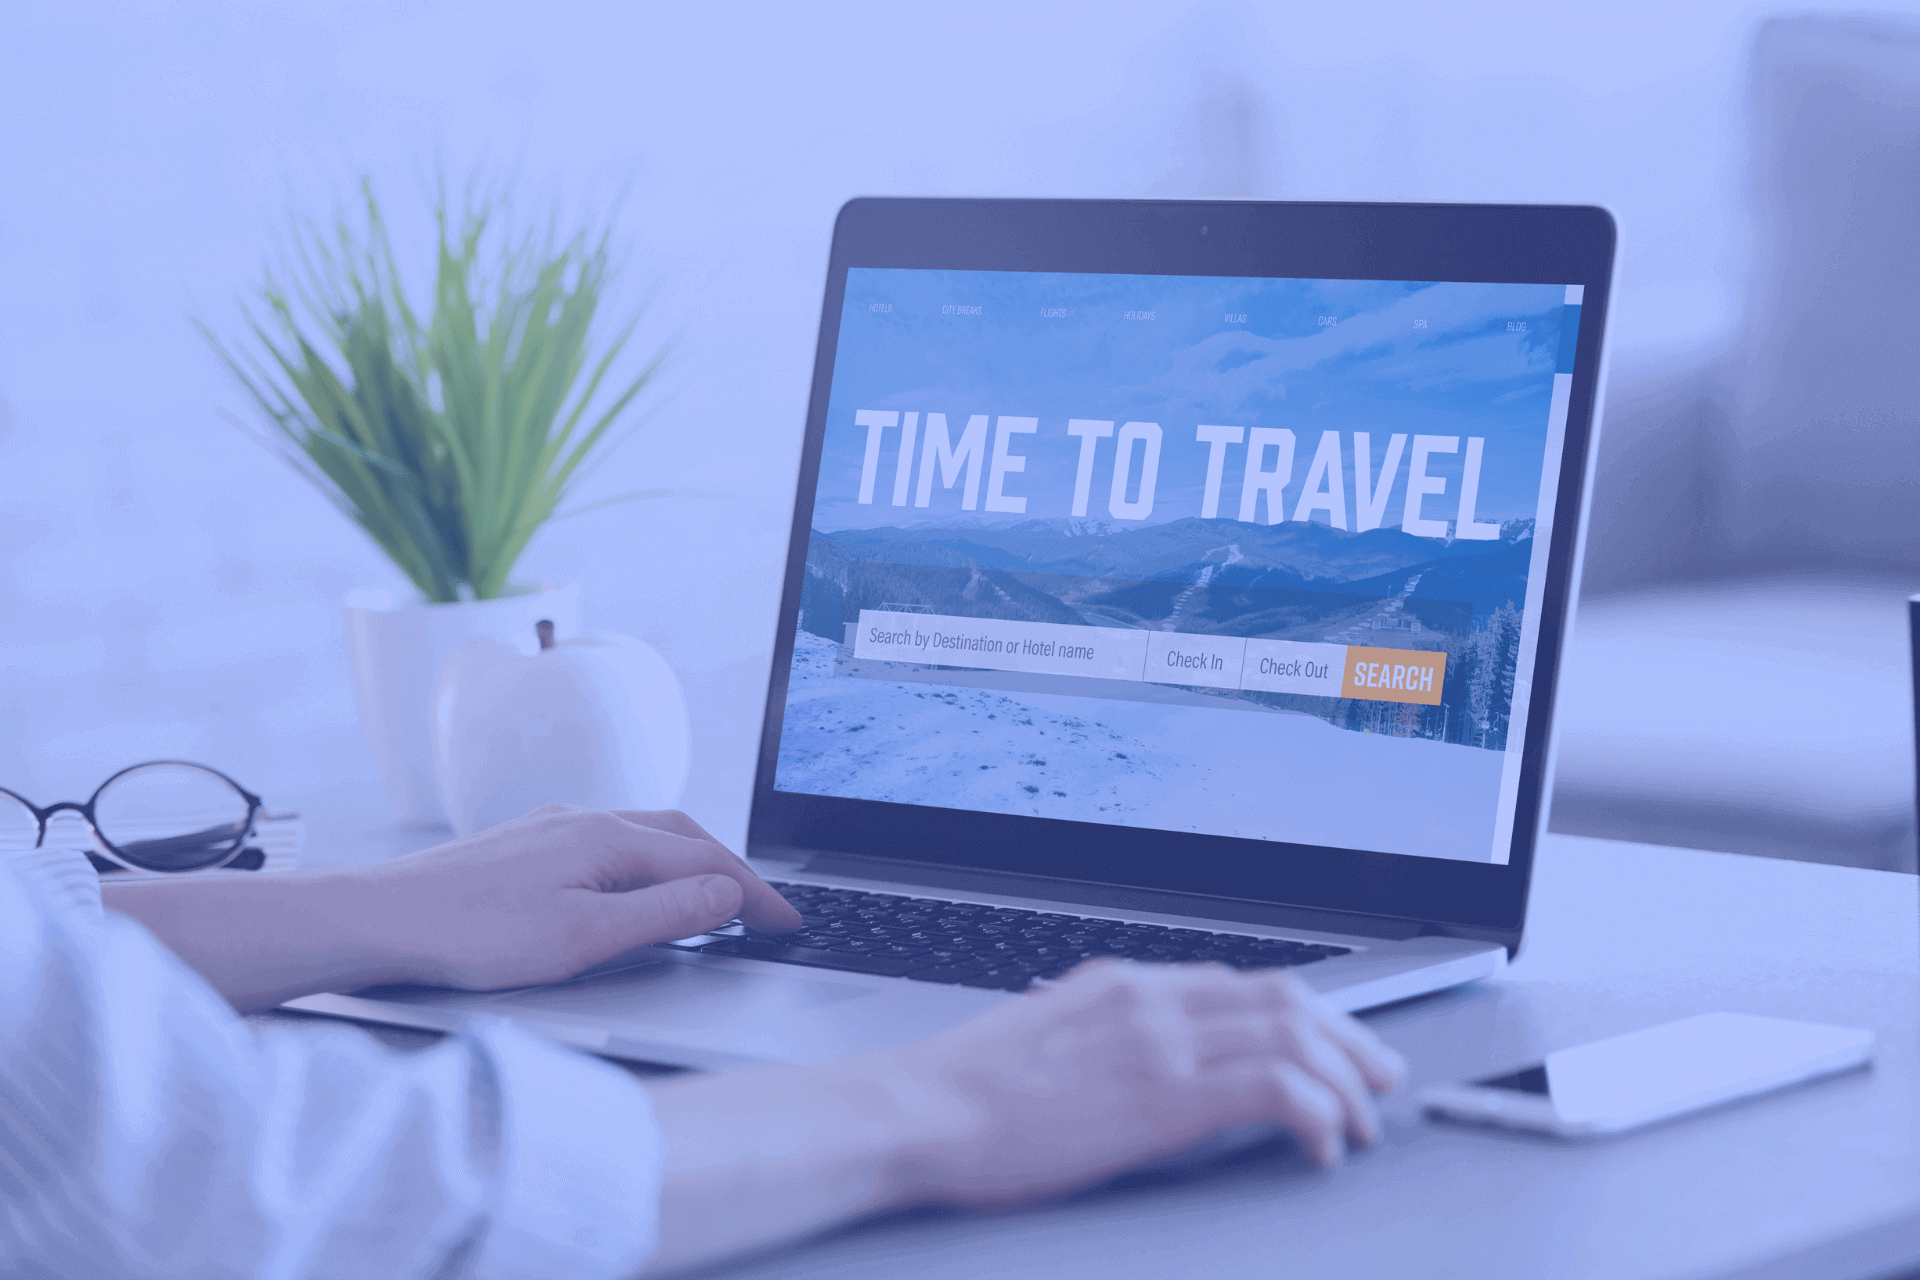 HOTELS CITY BREAKS FLIGHTS HOLIDAYS VILLAS CARS SPA BLOG
TIME TO TRAVEL
Search by Destination or Hotel name Check In Check Out SEARCH